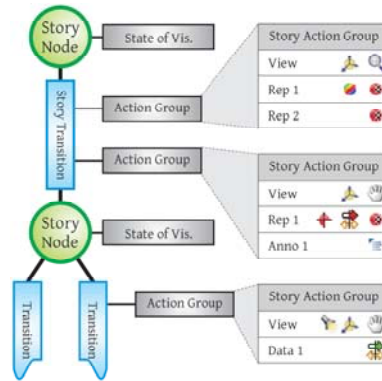 Story
Node
State of Vis.
Story Transition
Action Group
Story Action Group
View
Rep 1
Rep 2
Action Group
Story Action Group
View
Rep 1
Anno 1
Story
Node
State of Vis.
Transition
Transition
Action Group
Story Action Group
View
Data 1